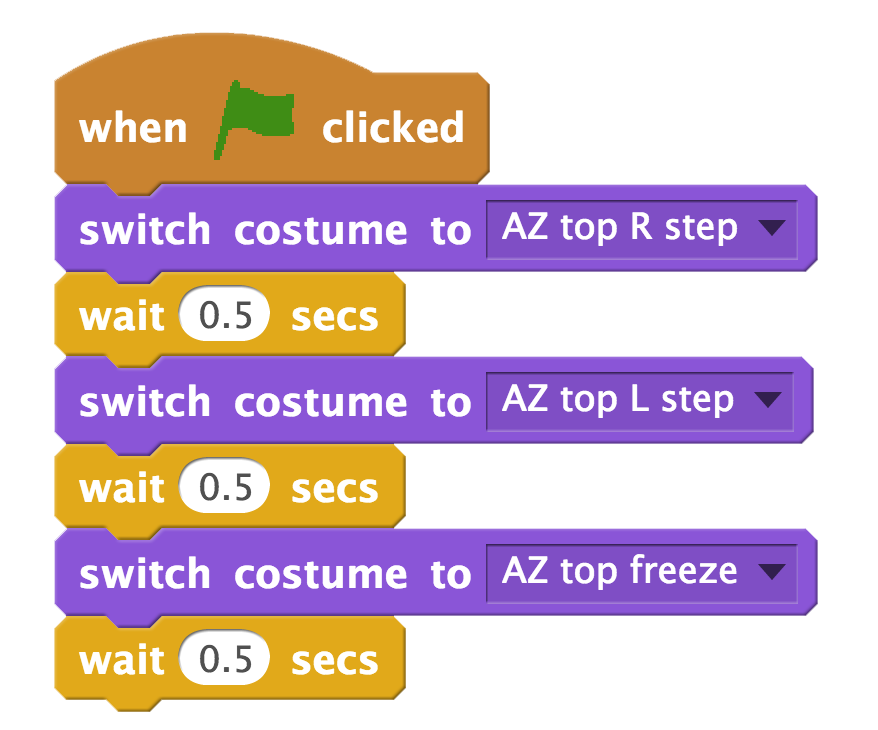 when clicked
switch costume to AZ top R step
wait 0.5 secs
switch costume to AZ top L step
wait 0.5 secs
switch costume to AZ top freeze
wait 0.5 secs